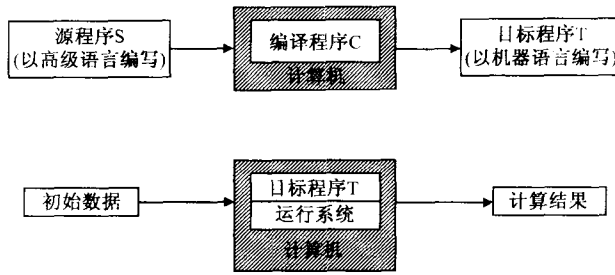 源程序S
(以高级语言编写)
编译程序C
计算机
目标程序T
(以机器语言编写)
初始数据
目标程序T
运行系统
计算机
计算结果